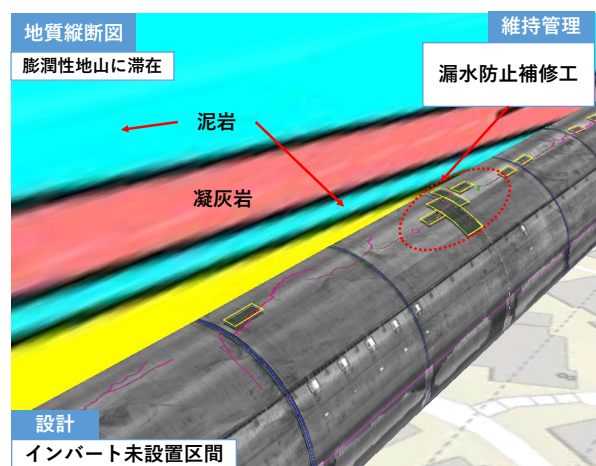 地質縦断図
膨潤性地山に滞在
維持管理
漏水防止補修工
泥岩
凝灰岩
設計
インバート未設置区間